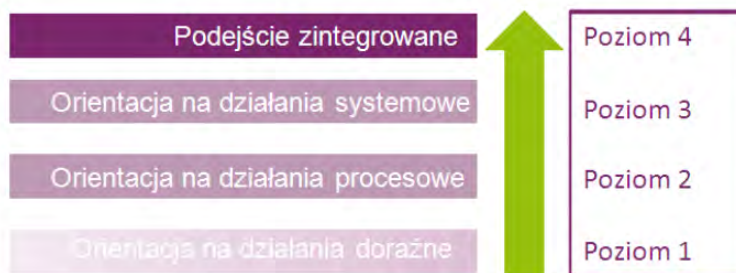 Podejście zintegrowane
Poziom 4
Orientacja na działania systemowe
Poziom 3
Orientacja na działania procesowe
Poziom 2
Orientacja na działania doraźne
Poziom 1